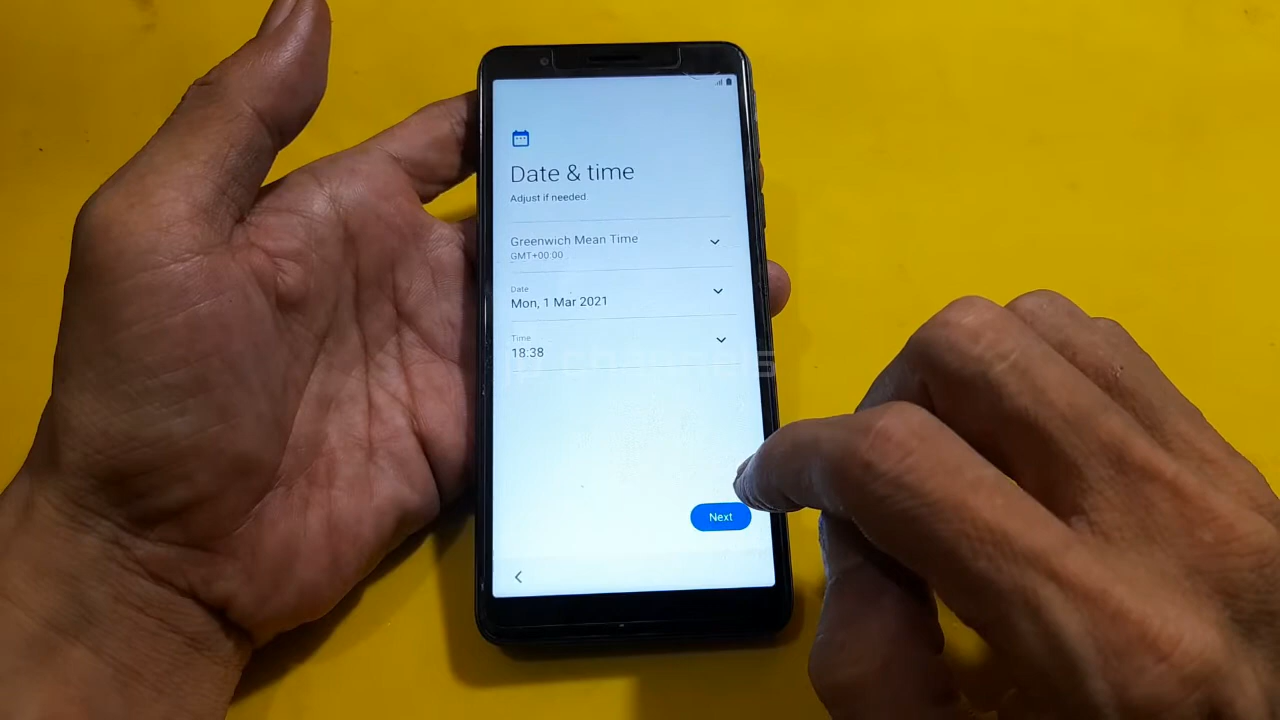 Date & time
Adjust if needed
Greenwich Mean Time
GMT+00:00
Date
Mon, 1 Mar 2021
Time
18:38
Next